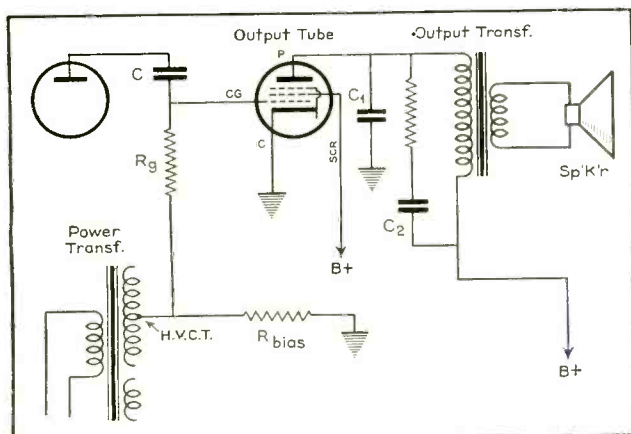 Output Tube
Output Transf.
P
C
CG
C1
Rg
C
SCR
C2
Sp'K'r
Power
Transf.
B+
H.V.C.T.
Rbias
B+